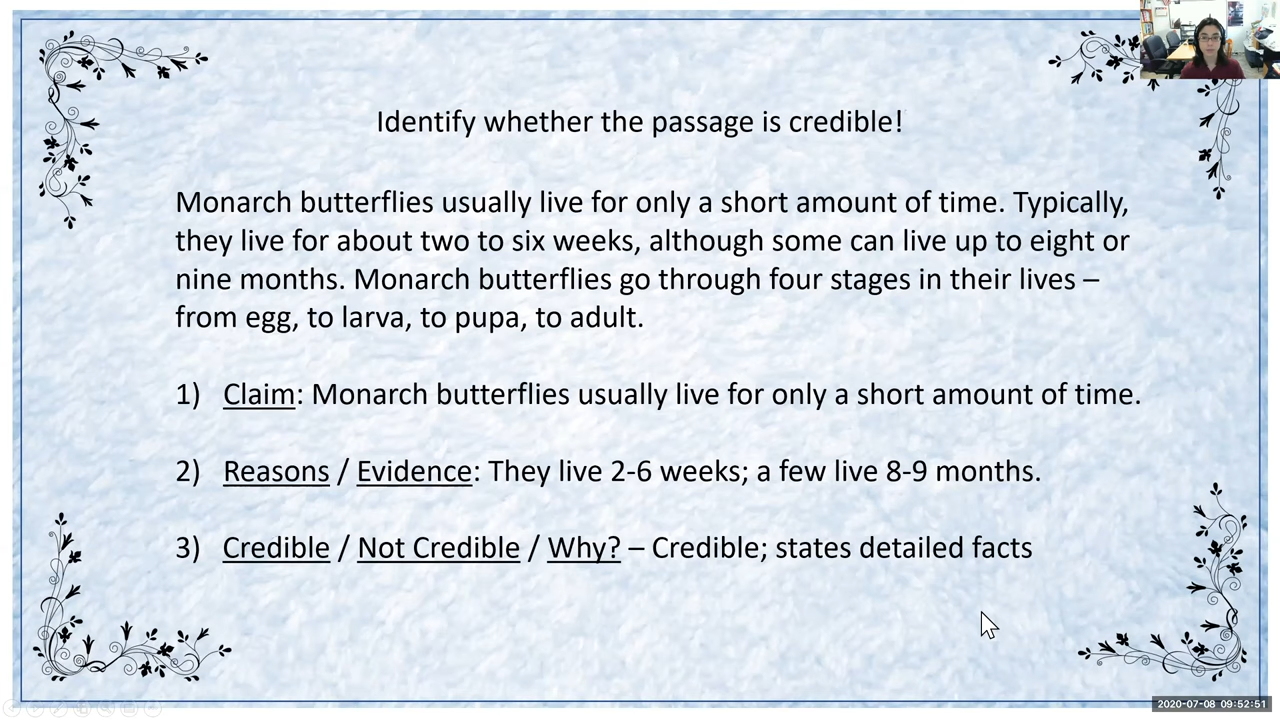 Identify whether the passage is credible!
Monarch butterflies usually live for only a short amount of time. Typically,
they live for about two to six weeks, although some can live up to eight or
nine months. Monarch butterflies go through four stages in their lives –
from egg, to larva, to pupa, to adult.
1) Claim: Monarch butterflies usually live for only a short amount of time.
2) Reasons / Evidence: They live 2-6 weeks; a few live 8-9 months.
3) Credible / Not Credible / Why? – Credible; states detailed facts
2020-07-08 09:52:51